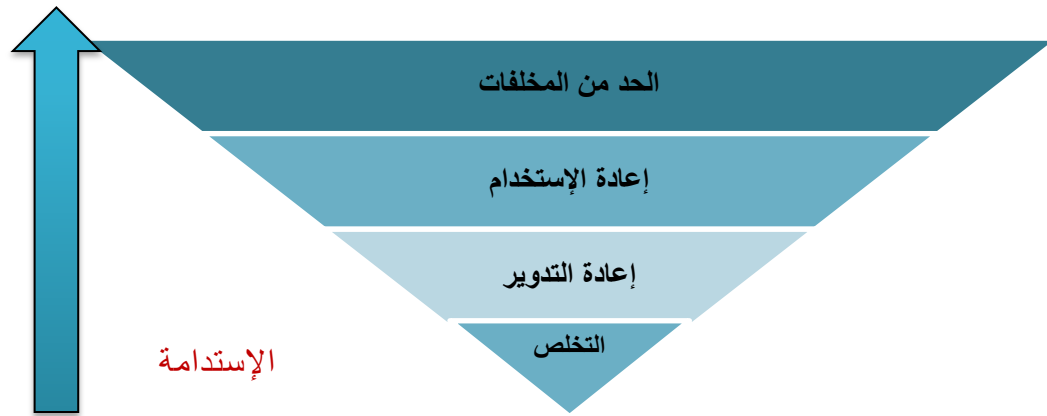 الحد من المخلفات
إعادة الإستخدام
إعادة التدوير
التخلص
الإستدامة